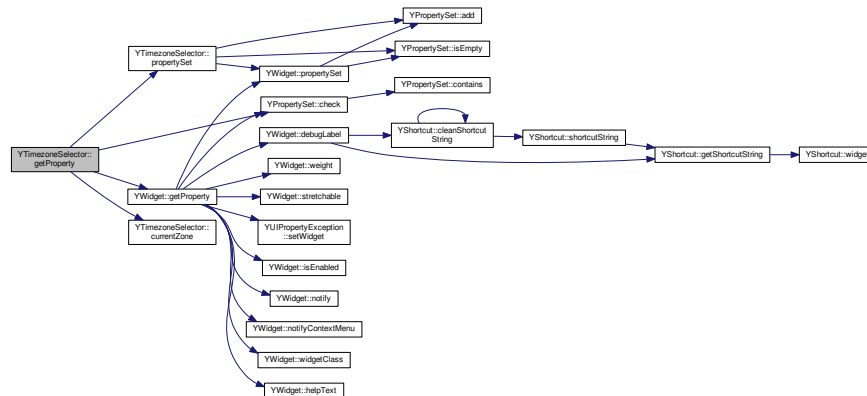 YPropertySet::add
YTimezoneSelector::
propertySet
YPropertySet::isEmpty
YWidget::propertySet
YPropertySet::contains
YPropertySet::check
YWidget::debugLabel
YShortcut::cleanShortcut
String
YShortcut::shortcutString
YTimezoneSelector::
getProperty
YShortcut::getShortcutString
YShortcut::widget
YWidget::weight
YWidget::getProperty
YWidget::stretchable
YTimezoneSelector::
currentZone
YUIPropertyException
::setWidget
YWidget::isEnabled
YWidget::notify
YWidget::notifyContextMenu
YWidget::widgetClass
YWidget::helpText